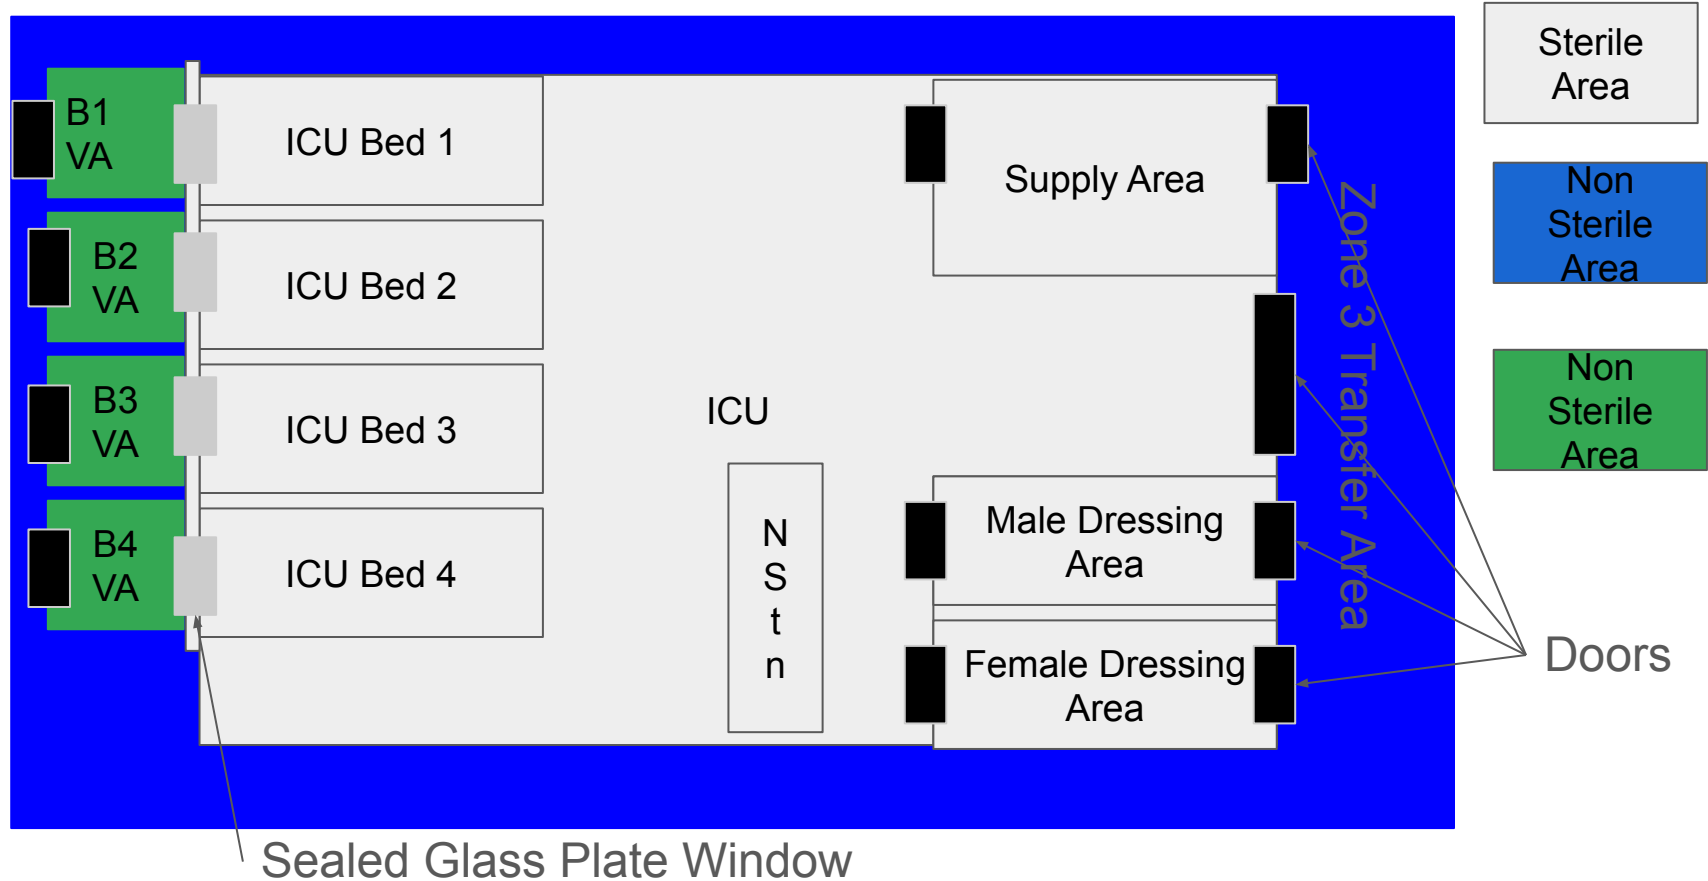 B1
VA
ICU Bed 1
Supply Area
B2
VA
ICU Bed 2
B3
VA
ICU Bed 3
ICU
B4
VA
ICU Bed 4
N
S
t
n
Male Dressing
Area
Female Dressing
Area
Zone 3 Transfer Area
Sterile
Area
Non
Sterile
Area
Non
Sterile
Area
Doors
Sealed Glass Plate Window